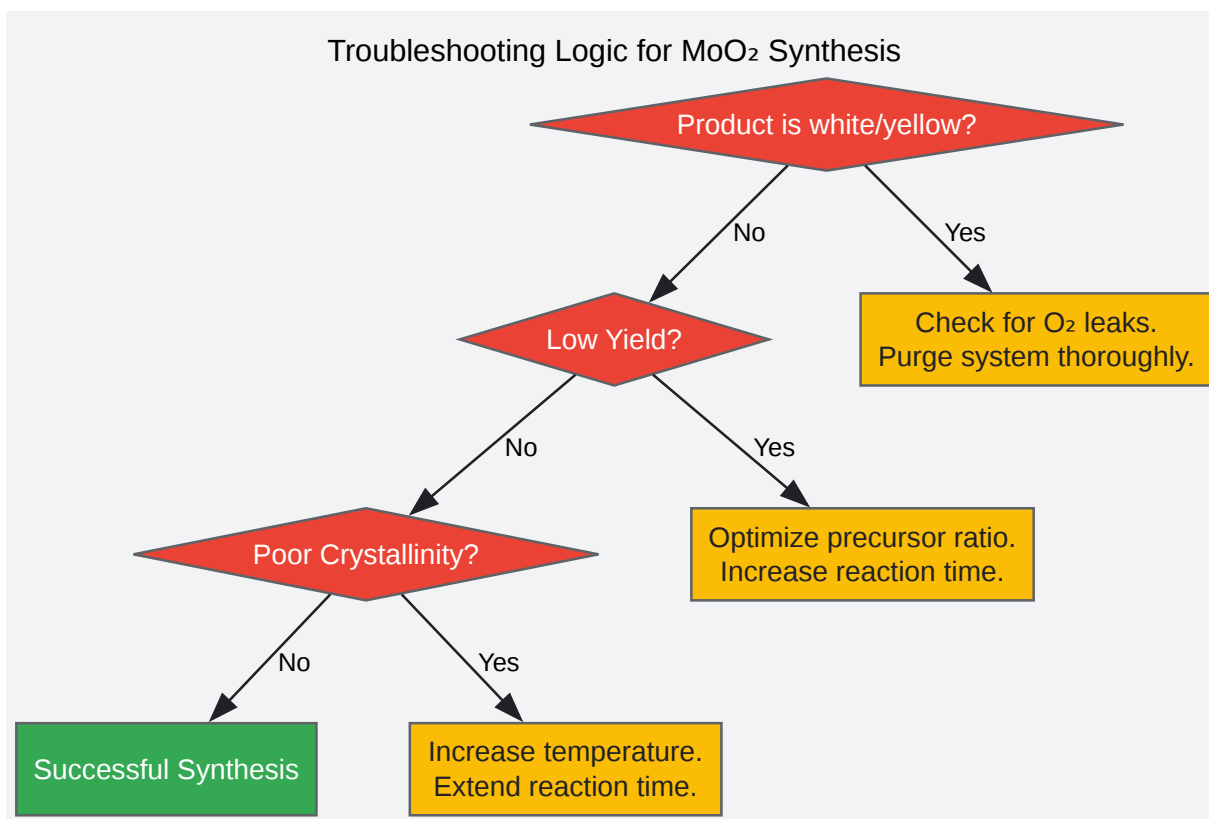 Troubleshooting Logic for MoO₂ Synthesis
Product is white/yellow?
No
Yes
Low Yield?
Check for O₂ leaks.
Purge system thoroughly.
No
Yes
Poor Crystallinity?
Optimize precursor ratio.
Increase reaction time.
No
Yes
Successful Synthesis
Increase temperature.
Extend reaction time.